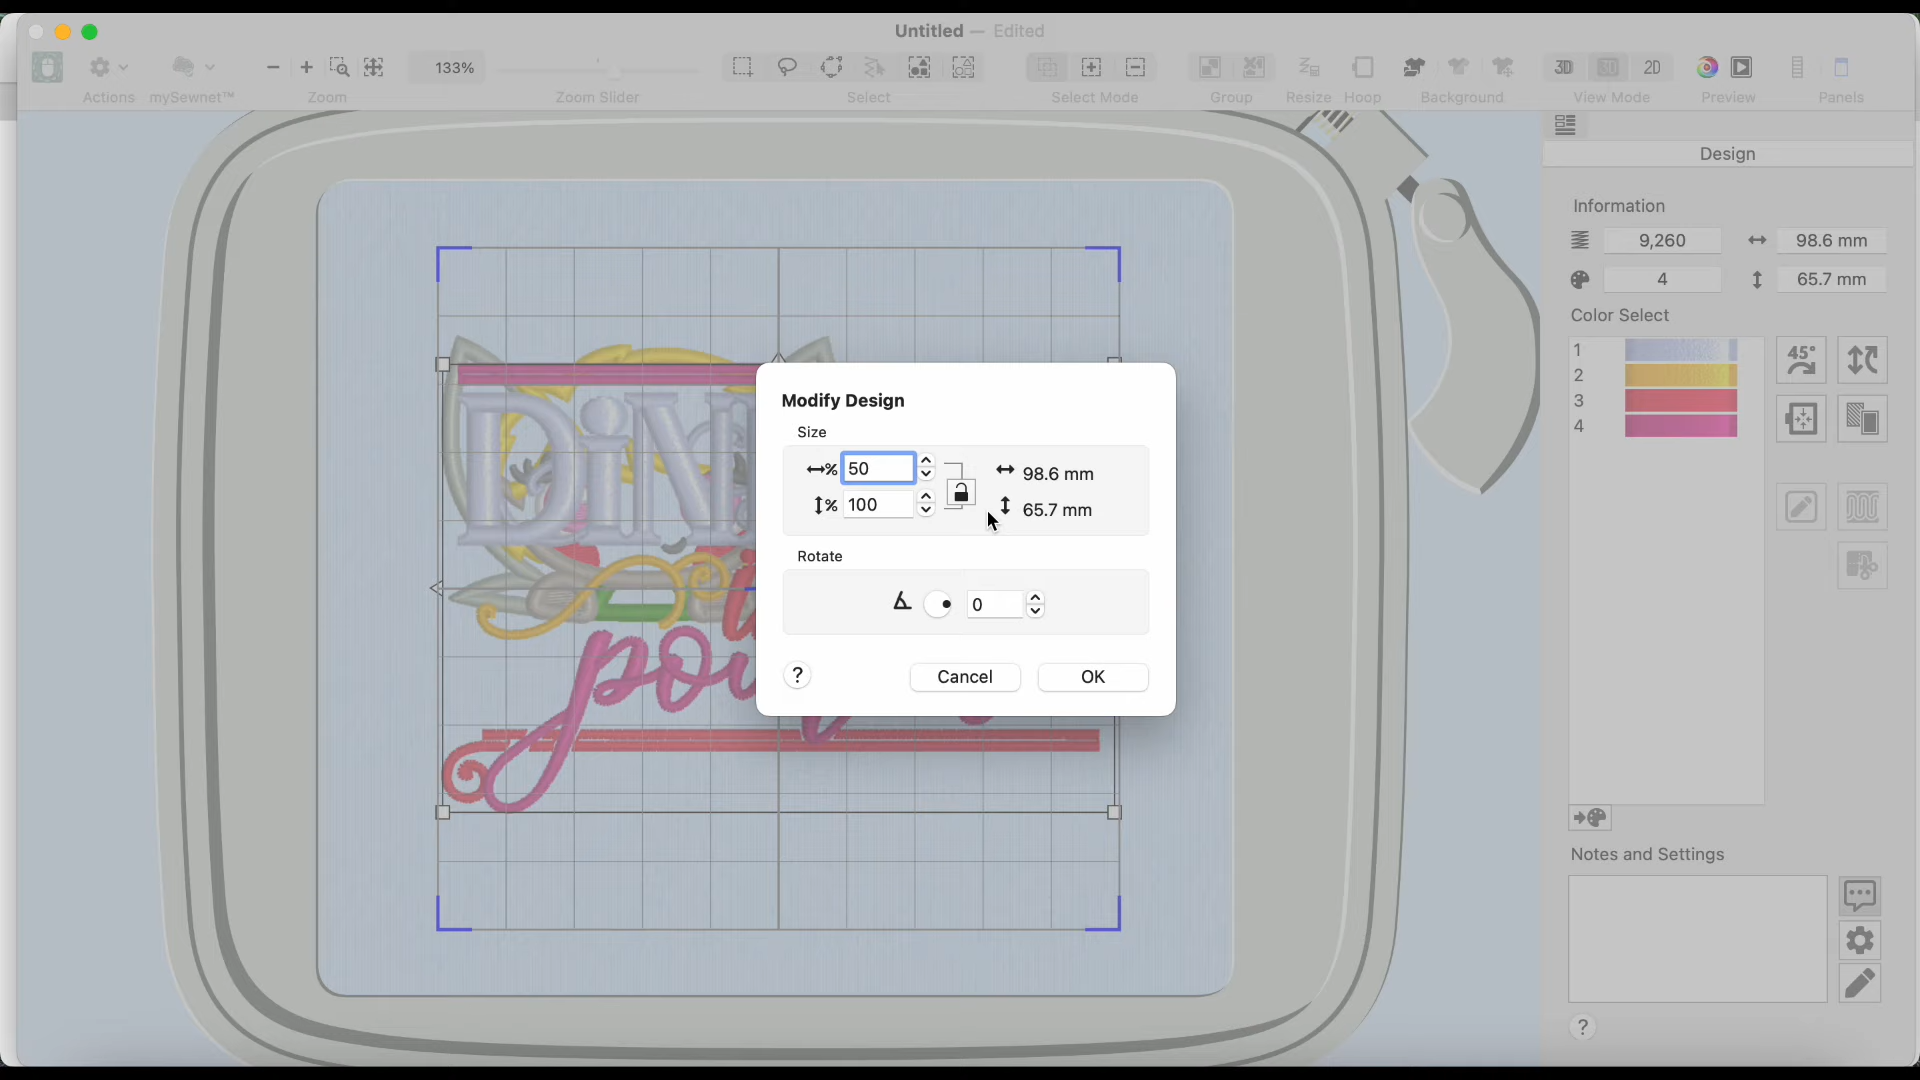 Untitled — Edited
133%
3D 3D 2D
Actions mySewnet™ Zoom Zoom Slider Select Select Mode Group Resize Hoop Background View Mode Preview Panels
Design
Information
9,260 98.6 mm
4 65.7 mm
Color Select
1
2
3
4
45°
Modify Design
Size
% 50 98.6 mm
% 100 65.7 mm
Rotate
0
? Cancel OK
Notes and Settings
?